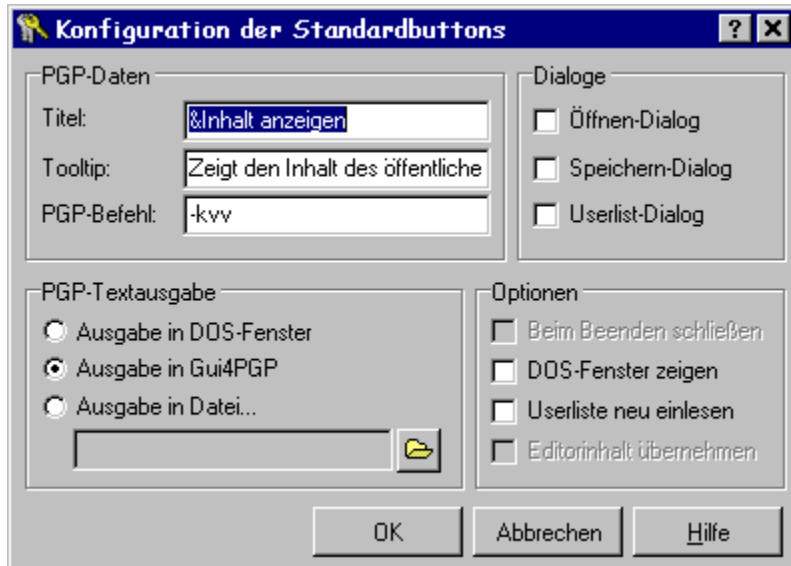 Konfiguration der Standardbuttons
PGP-Daten
Titel: &Inhalt anzeigen
Tooltip: Zeigt den Inhalt des öffentliche
PGP-Befehl: -kvv
Dialoge
Öffnen-Dialog
Speichern-Dialog
Userlist-Dialog
PGP-Textausgabe
Ausgabe in DOS-Fenster
Ausgabe in Gui4PGP
Ausgabe in Datei...
Optionen
Beim Beenden schließen
DOS-Fenster zeigen
Userliste neu einlesen
Editorinhalt übernehmen
OK Abbrechen Hilfe